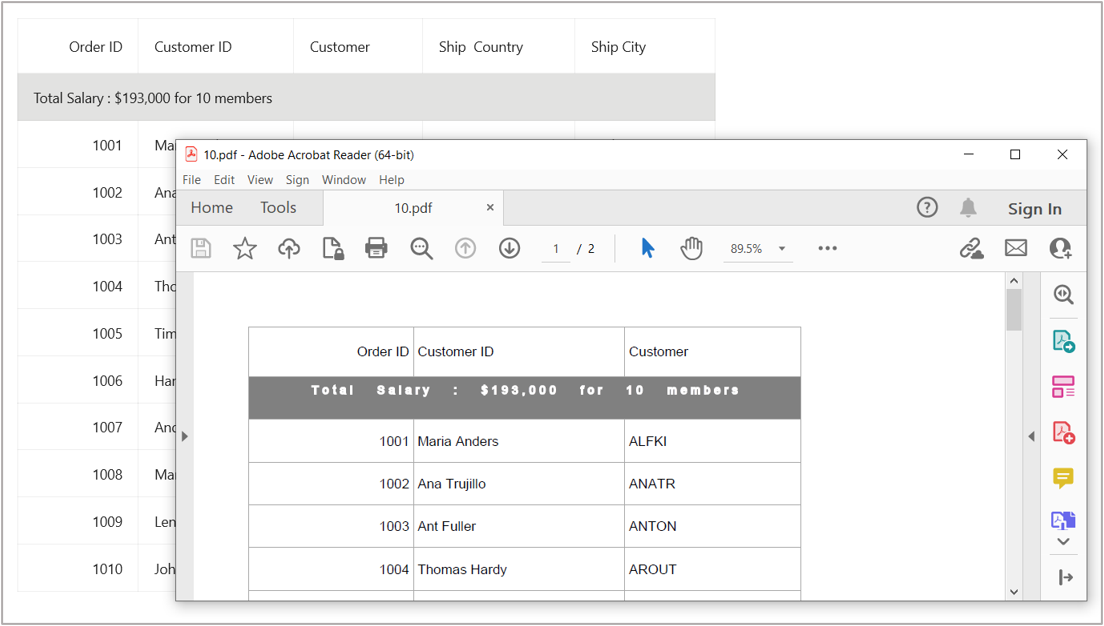 Order ID Customer ID Customer Ship Country Ship City
Total Salary : $193,000 for 10 members
1001 Ma
1002 Ana
1003 Ant
1004 Tho
1005 Tim
1006 Har
1007 And
1008 Mar
1009 Len
1010 Joh
10.pdf - Adobe Acrobat Reader (64-bit)
File Edit View Sign Window Help
Home Tools 10.pdf × Sign In
1 / 2 89.5%
Order ID Customer ID Customer
Total Salary : $193,000 for 10 members
1001 Maria Anders ALFKI
1002 Ana Trujillo ANATR
1003 Ant Fuller ANTON
1004 Thomas Hardy AROUT